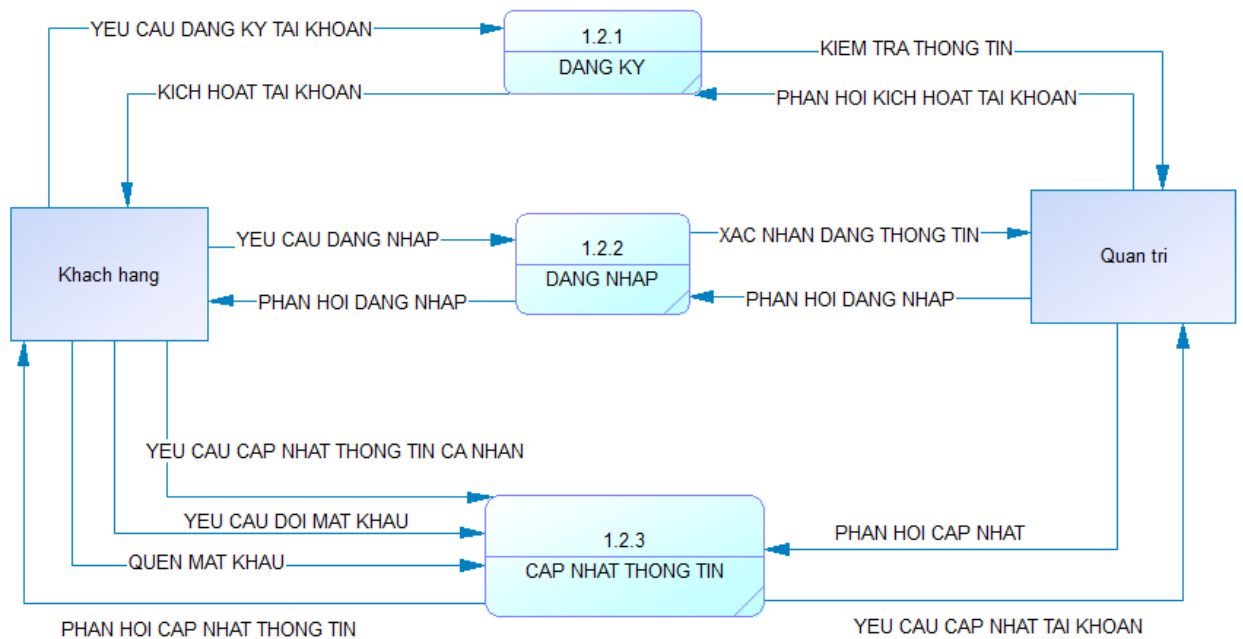 YEU CAU DANG KY TAI KHOAN
1.2.1
DANG KY
KIEM TRA THONG TIN
KICH HOAT TAI KHOAN
PHAN HOI KICH HOAT TAI KHOAN
Khach hang
YEU CAU DANG NHAP
1.2.2
DANG NHAP
XAC NHAN DANG THONG TIN
PHAN HOI DANG NHAP
PHAN HOI DANG NHAP
Quan tri
YEU CAU CAP NHAT THONG TIN CA NHAN
YEU CAU DOI MAT KHAU
QUEN MAT KHAU
1.2.3
CAP NHAT THONG TIN
PHAN HOI CAP NHAT
PHAN HOI CAP NHAT THONG TIN
YEU CAU CAP NHAT TAI KHOAN